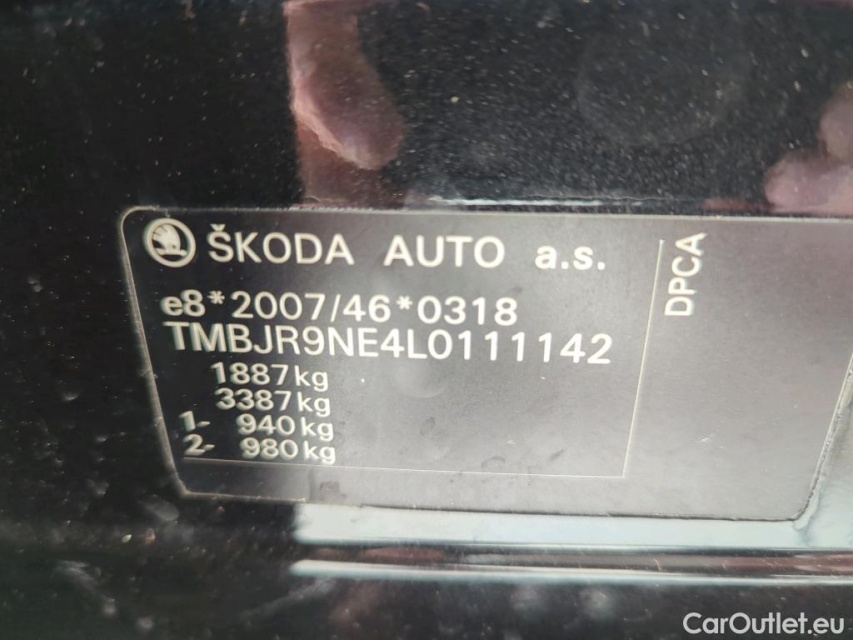 ŠKODA AUTO a.s.
e8*2007/46*0318
TMBJR9NE4L0111142
1887kg
3387kg
1- 940kg
2- 980kg
DPCA
CarOutlet.eu